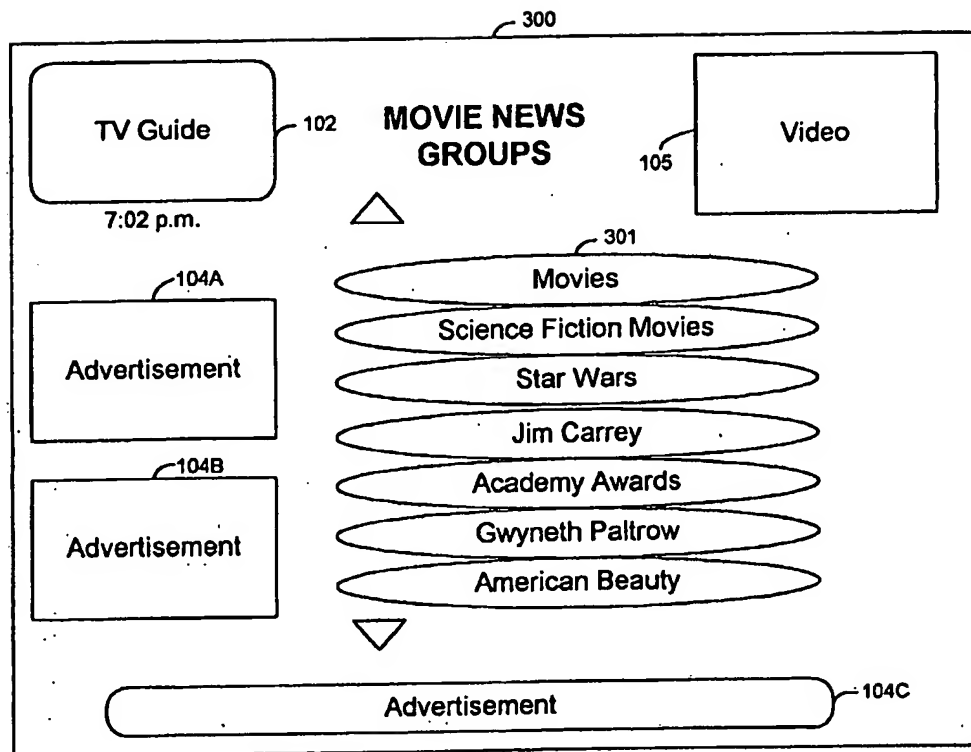 300
TV Guide
102
MOVIE NEWS
GROUPS
105
Video
7:02 p.m.
301
104A
Advertisement
Movies
Science Fiction Movies
Star Wars
Jim Carrey
104B
Advertisement
Academy Awards
Gwyneth Paltrow
American Beauty
Advertisement
104C